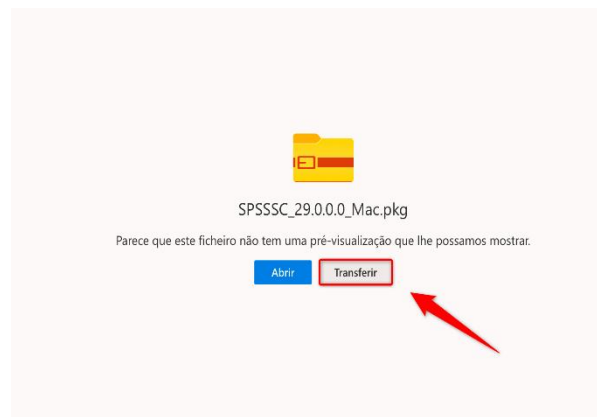 SPSSSC_29.0.0.0_Mac.pkg
Parece que este ficheiro não tem uma pré-visualização que lhe possamos mostrar.
Abrir Transferir